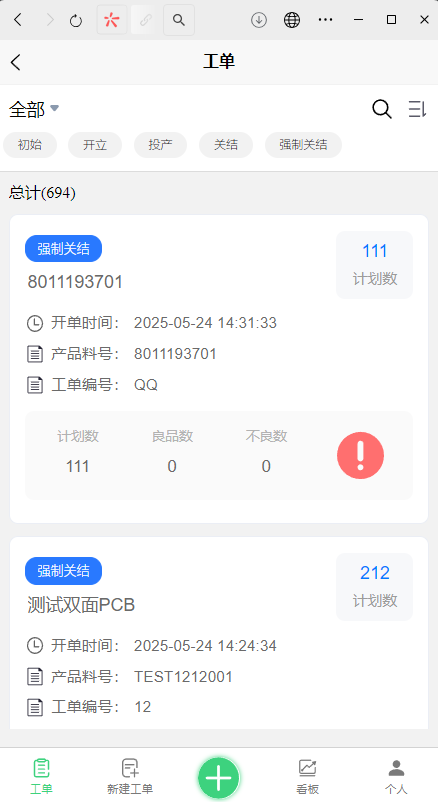 工单
全部
初始 开立 投产 关结 强制关结
总计(694)
强制关结
111
计划数
8011193701
开单时间： 2025-05-24 14:31:33
产品料号： 8011193701
工单编号： QQ
计划数 良品数 不良数
111 0 0
强制关结
212
计划数
测试双面PCB
开单时间： 2025-05-24 14:24:34
产品料号： TEST1212001
工单编号： 12
工单 新建工单 看板 个人